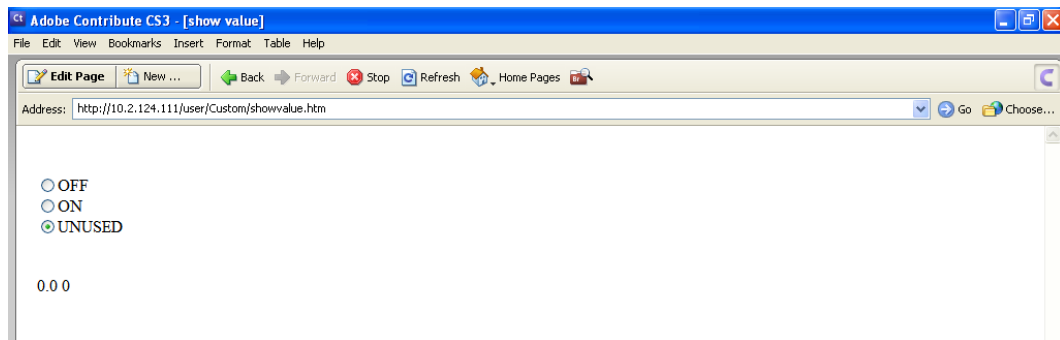 Ct Adobe Contribute CS3 - [show value]
File Edit View Bookmarks Insert Format Table Help
Edit Page New ... Back Forward Stop Refresh Home Pages
Address: http://10.2.124.111/user/Custom/showvalue.htm Go Choose...
OFF
ON
UNUSED
0.0 0